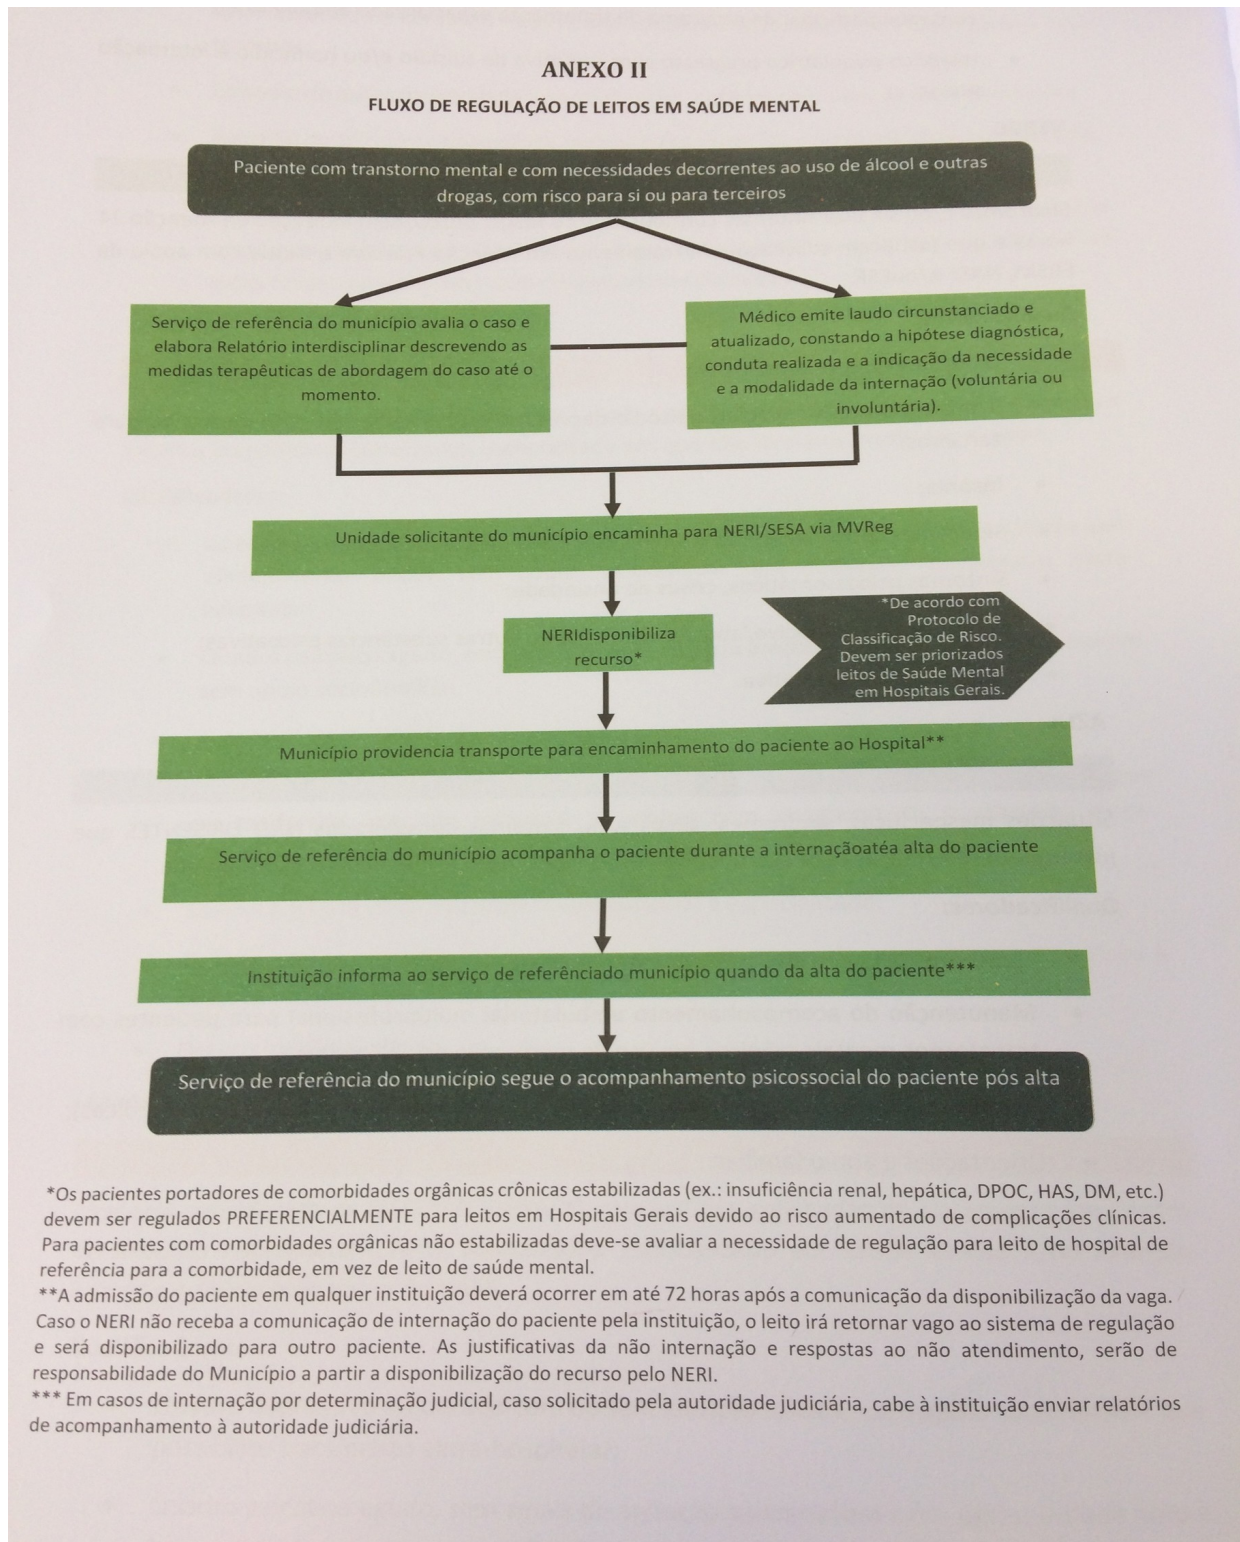 ANEXO II
FLUXO DE REGULAÇÃO DE LEITOS EM SAÚDE MENTAL
Paciente com transtorno mental e com necessidades decorrentes ao uso de álcool e outras
drogas, com risco para si ou para terceiros
Serviço de referência do município avalia o caso e
elabora Relatório interdisciplinar descrevendo as
medidas terapêuticas de abordagem do caso até o
momento.
Médico emite laudo circunstanciado e
atualizado, constando a hipótese diagnóstica,
conduta realizada e a indicação da necessidade
e a modalidade da internação (voluntária ou
involuntária).
Unidade solicitante do município encaminha para NERI/SESA via MVReg
NERIdisponibiliza
recurso*
*De acordo com
Protocolo de
Classificação de Risco.
Devem ser priorizados
leitos de Saúde Mental
em Hospitais Gerais.
Município providencia transporte para encaminhamento do paciente ao Hospital**
Serviço de referência do município acompanha o paciente durante a internaçãoatéa alta do paciente
Instituição informa ao serviço de referênciado município quando da alta do paciente***
Serviço de referência do município segue o acompanhamento psicossocial do paciente pós alta
*Os pacientes portadores de comorbidades orgânicas crônicas estabilizadas (ex.: insuficiência renal, hepática, DPOC, HAS, DM, etc.)
devem ser regulados PREFERENCIALMENTE para leitos em Hospitais Gerais devido ao risco aumentado de complicações clínicas.
Para pacientes com comorbidades orgânicas não estabilizadas deve-se avaliar a necessidade de regulação para leito de hospital de
referência para a comorbidade, em vez de leito de saúde mental.
**A admissão do paciente em qualquer instituição deverá ocorrer em até 72 horas após a comunicação da disponibilização da vaga.
Caso o NERI não receba a comunicação de internação do paciente pela instituição, o leito irá retornar vago ao sistema de regulação
e será disponibilizado para outro paciente. As justificativas da não internação e respostas ao não atendimento, serão de
responsabilidade do Município a partir a disponibilização do recurso pelo NERI.
*** Em casos de internação por determinação judicial, caso solicitado pela autoridade judiciária, cabe à instituição enviar relatórios
de acompanhamento à autoridade judiciária.